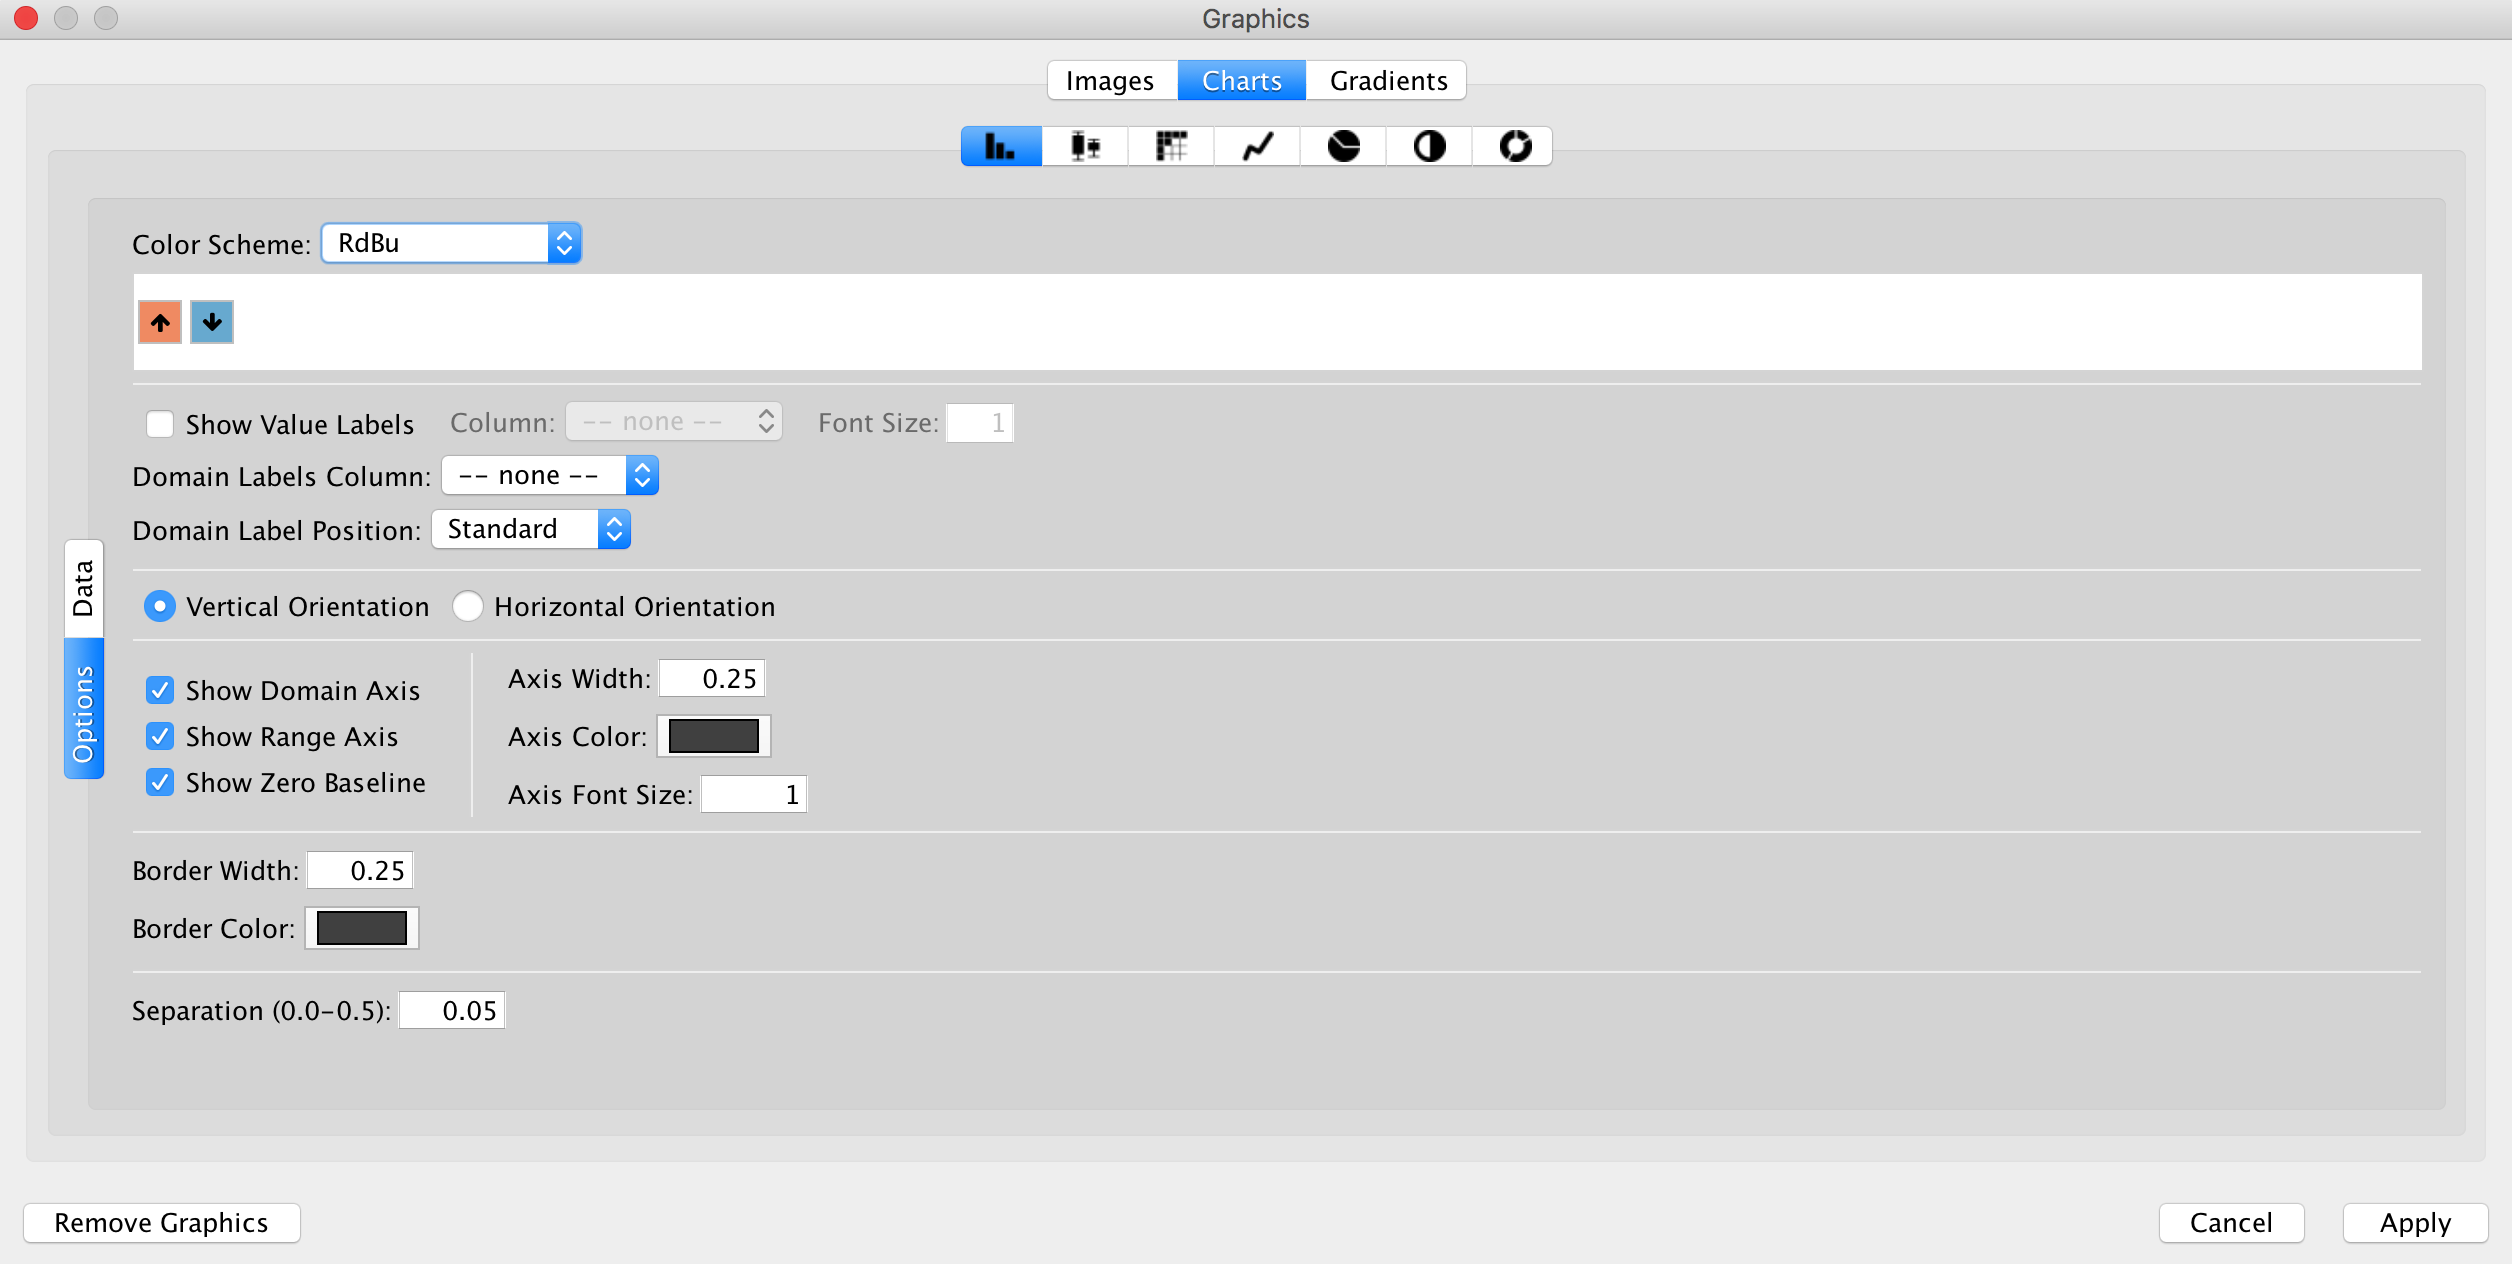 Graphics
Images Charts Gradients
Color Scheme: RdBu
Show Value Labels Column: -- none -- Font Size: 1
Domain Labels Column: -- none --
Domain Label Position: Standard
Data
Options
Vertical Orientation Horizontal Orientation
Show Domain Axis
Show Range Axis
Show Zero Baseline
Axis Width: 0.25
Axis Color:
Axis Font Size: 1
Border Width: 0.25
Border Color:
Separation (0.0-0.5): 0.05
Remove Graphics Cancel Apply